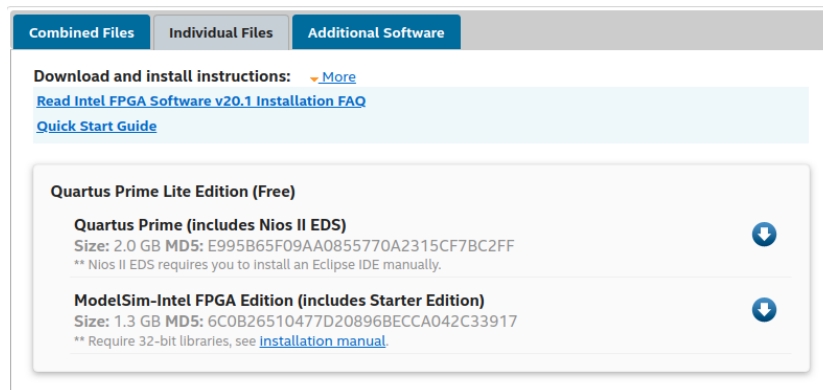 Combined Files
Individual Files
Additional Software
Download and install instructions: More
Read Intel FPGA Software v20.1 Installation FAQ
Quick Start Guide
Quartus Prime Lite Edition (Free)
Quartus Prime (includes Nios II EDS)
Size: 2.0 GB MD5: E995B65F09AA0855770A2315CF7BC2FF
** Nios II EDS requires you to install an Eclipse IDE manually.
ModelSim-Intel FPGA Edition (includes Starter Edition)
Size: 1.3 GB MD5: 6C0B26510477D20896BECCA042C33917
** Require 32-bit libraries, see installation manual.